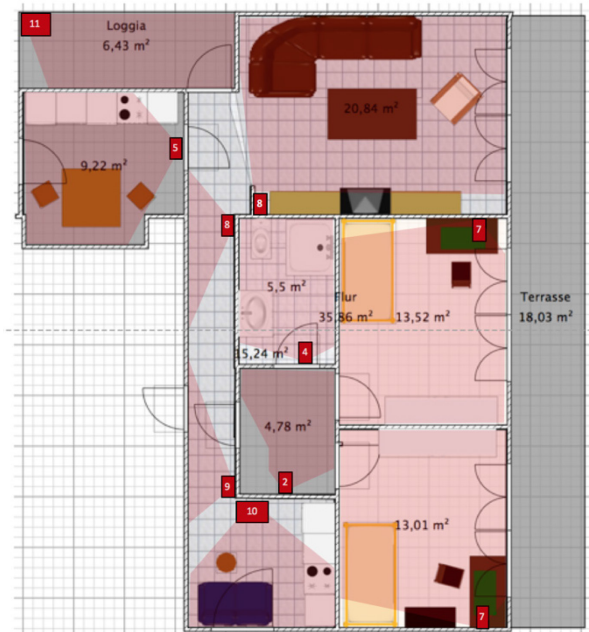 11
Loggia
6,43 m²
20,84 m²
5
9,22 m²
8
8
7
5,5 m²
Flur
35,86 m²
13,52 m²
Terrasse
18,03 m²
15,24 m²
4
4,78 m²
9
2
10
13,01 m²
7